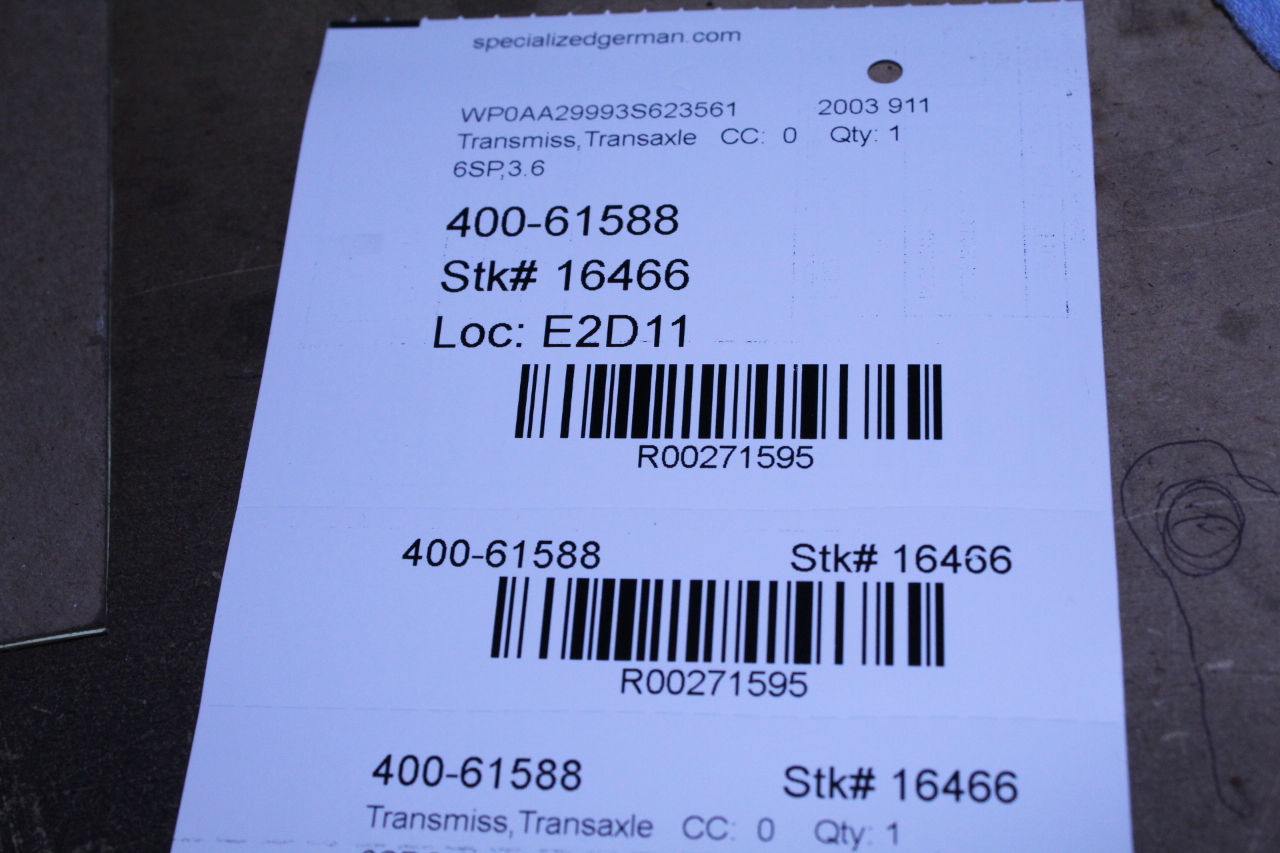 specializedgerman.com
WP0AA29993S623561 2003 911
Transmiss,Transaxle CC: 0 Qty: 1
6SP,3.6
400-61588
Stk# 16466
Loc: E2D11
R00271595
400-61588 Stk# 16466
R00271595
400-61588 Stk# 16466
Transmiss,Transaxle CC: 0 Qty: 1